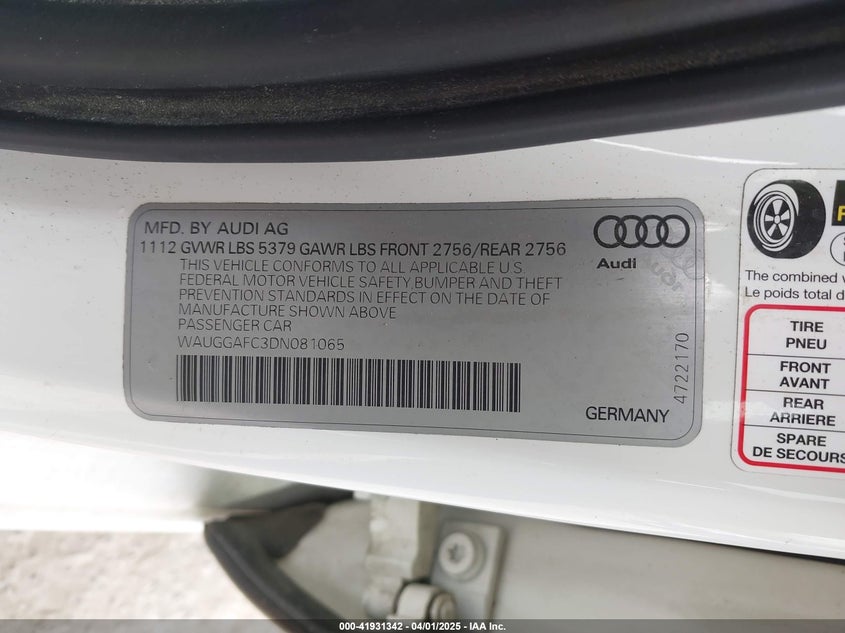 MFD. BY AUDI AG
1112 GVWR LBS 5379 GAWR LBS FRONT 2756/REAR 2756
THIS VEHICLE CONFORMS TO ALL APPLICABLE U.S
FEDERAL MOTOR VEHICLE SAFETY, BUMPER AND THEFT
PREVENTION STANDARDS IN EFFECT ON THE DATE OF
MANUFACTURE SHOWN ABOVE
PASSENGER CAR
WAUGGAFC3DN081065
Audi
Audi
4722170
GERMANY
The combined
Le poids total
TIRE
PNEU
FRONT
AVANT
REAR
ARRIERE
SPARE
DE SECOURS
000-41931342 - 04/01/2025 - IAA Inc.